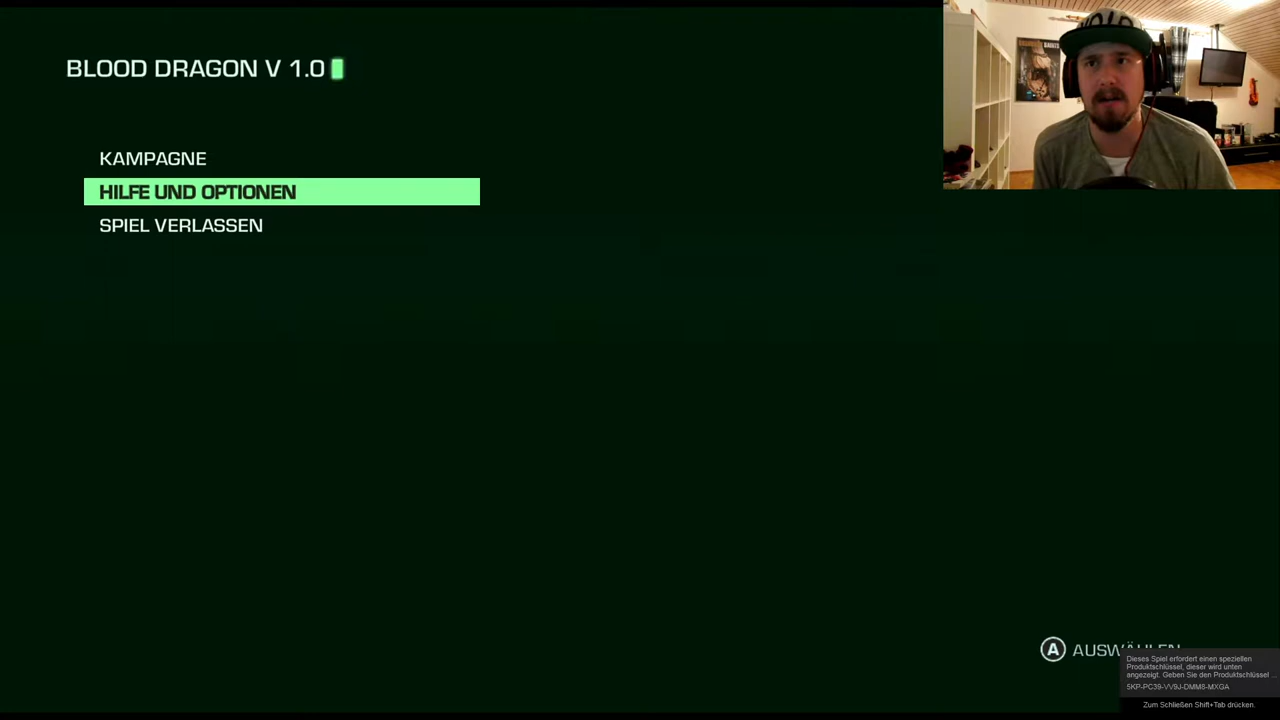 BLOOD DRAGON V 1.0
KAMPAGNE
HILFE UND OPTIONEN
SPIEL VERLASSEN
A AUSWÄHLEN
Dieses Spiel erfordert einen speziellen
Produktschlüssel, dieser wird unten
angezeigt. Geben Sie den Produktschlüssel ...
Zum Schließen Shift+Tab drücken.